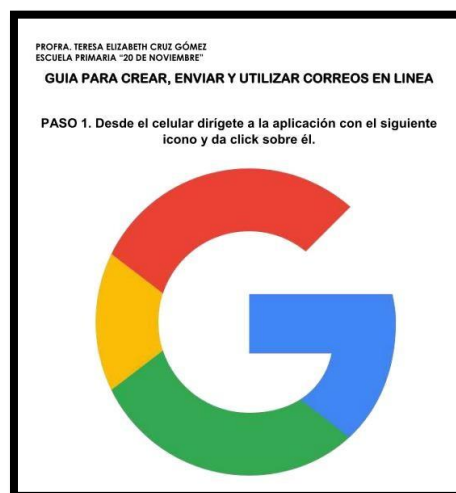 PROFRA. TERESA ELIZABETH CRUZ GÓMEZ
ESCUELA PRIMARIA “20 DE NOVIEMBRE”
GUIA PARA CREAR, ENVIAR Y UTILIZAR CORREOS EN LINEA
PASO 1. Desde el celular dirígete a la aplicación con el siguiente
icono y da click sobre él.